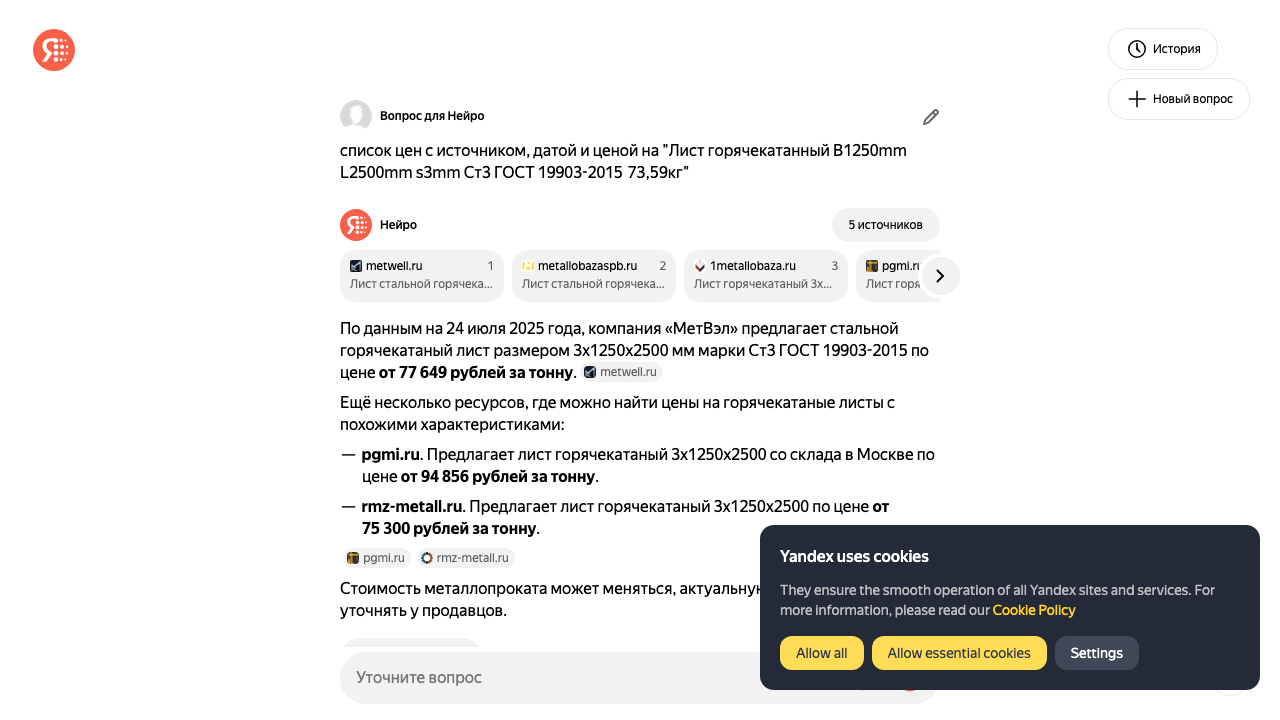 История
Новый вопрос
Вопрос для Нейро
список цен с источником, датой и ценой на "Лист горячекатанный B1250mm
L2500mm s3mm Ст3 ГОСТ 19903-2015 73,59кг"
Нейро
5 источников
metwell.ru 1
Лист стальной горячека...
metallobazaspb.ru 2
Лист стальной горячека...
1metallobaza.ru 3
Лист горячекатаный 3х...
pgmi.ru
Лист горя
По данным на 24 июля 2025 года, компания «МетВэл» предлагает стальной
горячекатаный лист размером 3х1250х2500 мм марки Ст3 ГОСТ 19903-2015 по
цене от 77 649 рублей за тонну. metwell.ru
Ещё несколько ресурсов, где можно найти цены на горячекатаные листы с
похожими характеристиками:
— pgmi.ru. Предлагает лист горячекатаный 3х1250х2500 со склада в Москве по
цене от 94 856 рублей за тонну.
— rmz-metall.ru. Предлагает лист горячекатаный 3х1250х2500 по цене от
75 300 рублей за тонну.
pgmi.ru rmz-metall.ru
Стоимость металлопроката может меняться, актуальную
уточнять у продавцов.
Уточните вопрос
Yandex uses cookies
They ensure the smooth operation of all Yandex sites and services. For
more information, please read our Cookie Policy
Allow all
Allow essential cookies
Settings